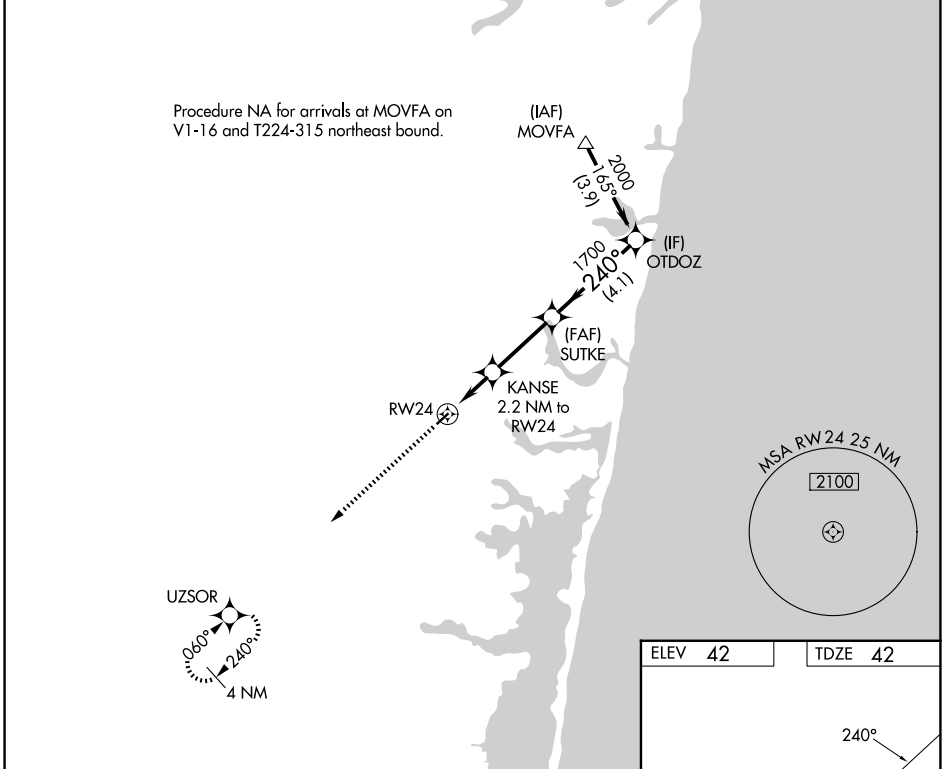 Procedure NA for arrivals at MOVFA on
V1-16 and T224-315 northeast bound.
(IAF)
MOVFA
2000
165°
(3.9)
(IF)
OTDOZ
1700
240°
(4.1)
(FAF)
SUTKE
KANSE
2.2 NM to
RW24
RW24
MSA RW24 25 NM
2100
UZSOR
060°
240°
4 NM
ELEV 42
TDZE 42
240°